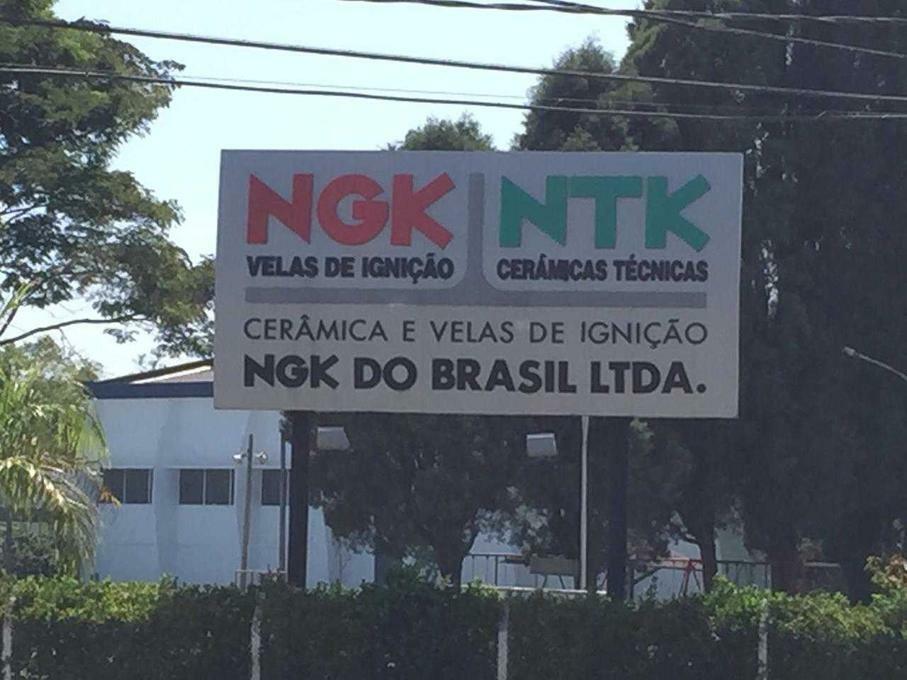 NGK NTK
VELAS DE IGNIÇÃO CERÂMICAS TÉCNICAS
CERÂMICA E VELAS DE IGNIÇÃO
NGK DO BRASIL LTDA.